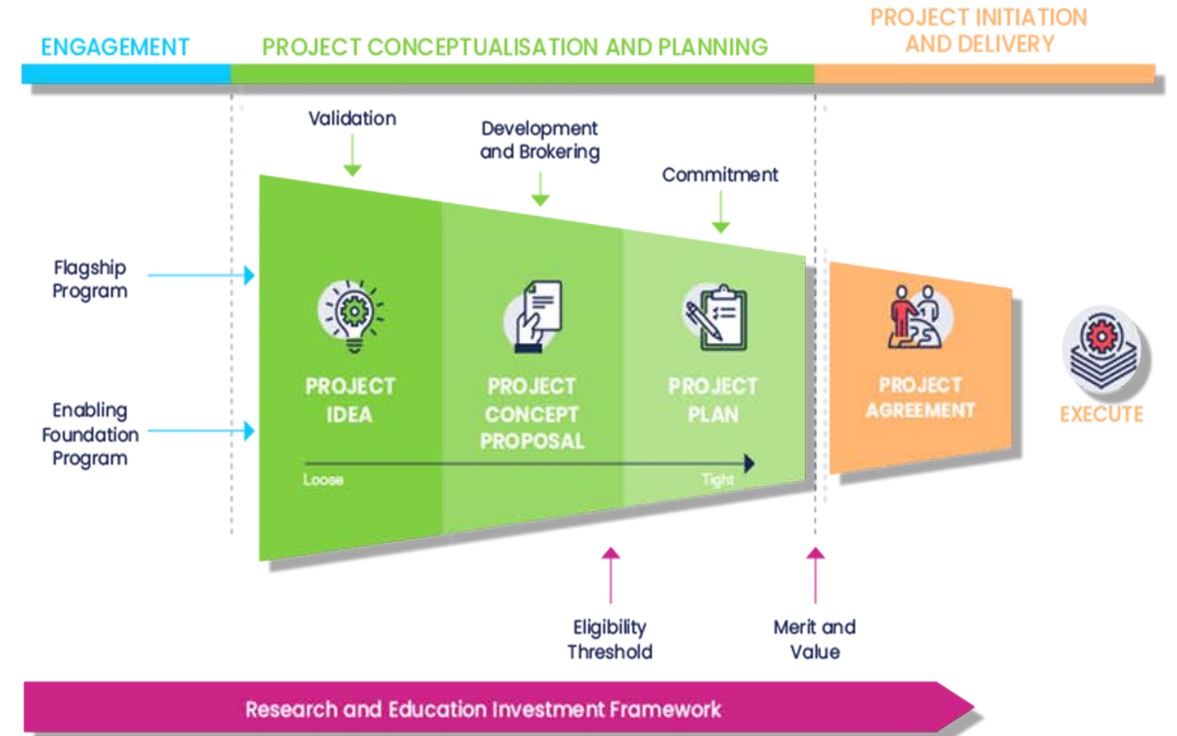 ENGAGEMENT
PROJECT CONCEPTUALISATION AND PLANNING
PROJECT INITIATION
AND DELIVERY
Validation
Development
and Brokering
Commitment
Flagship
Program
Enabling
Foundation
Program
PROJECT
IDEA
PROJECT
CONCEPT
PROPOSAL
PROJECT
PLAN
PROJECT
AGREEMENT
EXECUTE
Loose
Tight
Eligibility
Threshold
Merit and
Value
Research and Education Investment Framework